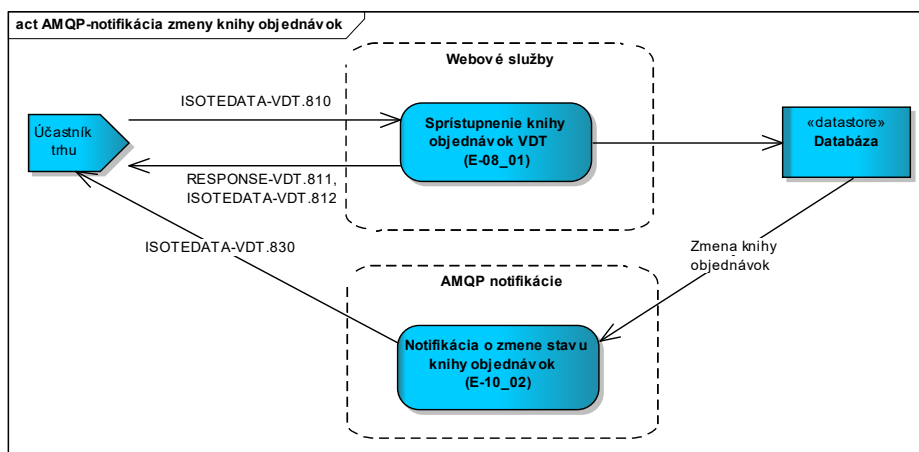 act AMQP-notifikácia zmeny knihy objednávok
Webové služby
ISOTEDATA-VDT.810
Účastník
trhu
Sprístupnenie knihy
objednávok VDT
(E-08_01)
«datastore»
Databáza
RESPONSE-VDT.811,
ISOTEDATA-VDT.812
ISOTEDATA-VDT.830
Zmena knihy
objednávok
AMQP notifikácie
Notifikácia o zmene stavu
knihy objednávok
(E-10_02)